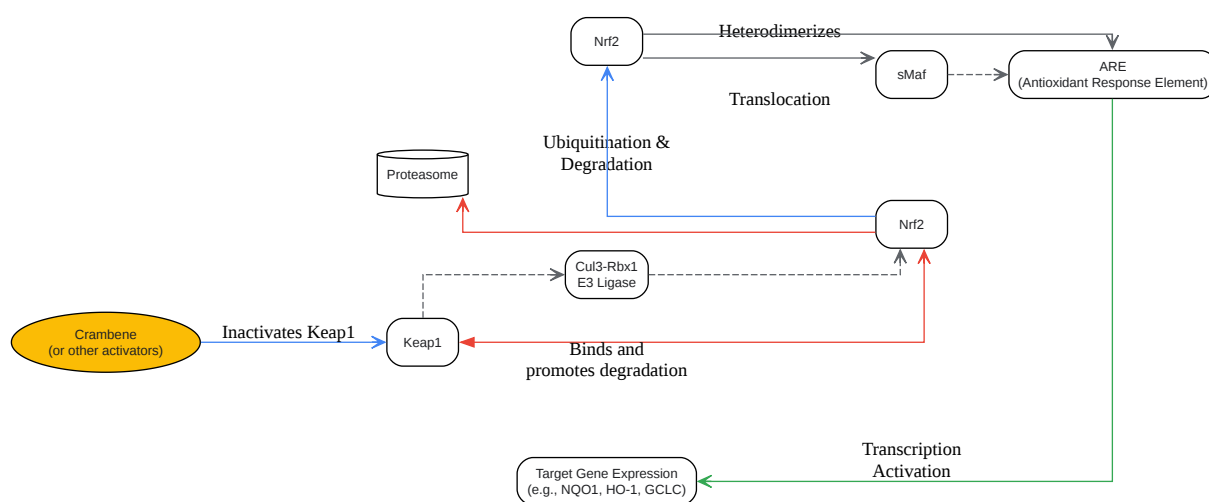 Nrf2
Heterodimerizes
ARE
(Antioxidant Response Element)
sMaf
Translocation
Ubiquitination &
Degradation
Proteasome
Nrf2
Cul3-Rbx1
E3 Ligase
Crambene
(or other activators)
Inactivates Keap1
Keap1
Binds and
promotes degradation
Transcription
Activation
Target Gene Expression
(e.g., NQO1, HO-1, GCLC)